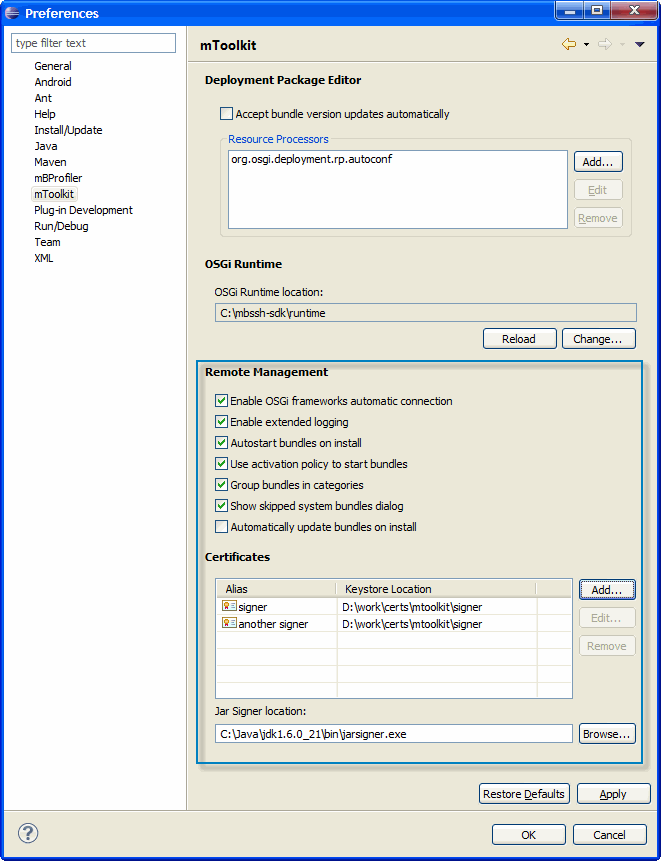 Preferences
type filter text
General
Android
Ant
Help
Install/Update
Java
Maven
mBProfiler
mToolkit
Plug-in Development
Run/Debug
Team
XML
mToolkit
Deployment Package Editor
Accept bundle version updates automatically
Resource Processors
org.osgi.deployment.rp.autoconf
Add...
Edit
Remove
OSGi Runtime
OSGi Runtime location:
C:\mbssh-sdk\runtime
Reload Change...
Remote Management
Enable OSGi frameworks automatic connection
Enable extended logging
Autostart bundles on install
Use activation policy to start bundles
Group bundles in categories
Show skipped system bundles dialog
Automatically update bundles on install
Certificates
Alias Keystore Location
signer D:\work\certs\mtoolkit\signer
another signer D:\work\certs\mtoolkit\signer
Add...
Edit...
Remove
Jar Signer location:
C:\Java\jdk1.6.0_21\bin\jarsigner.exe Browse...
Restore Defaults Apply
? OK Cancel